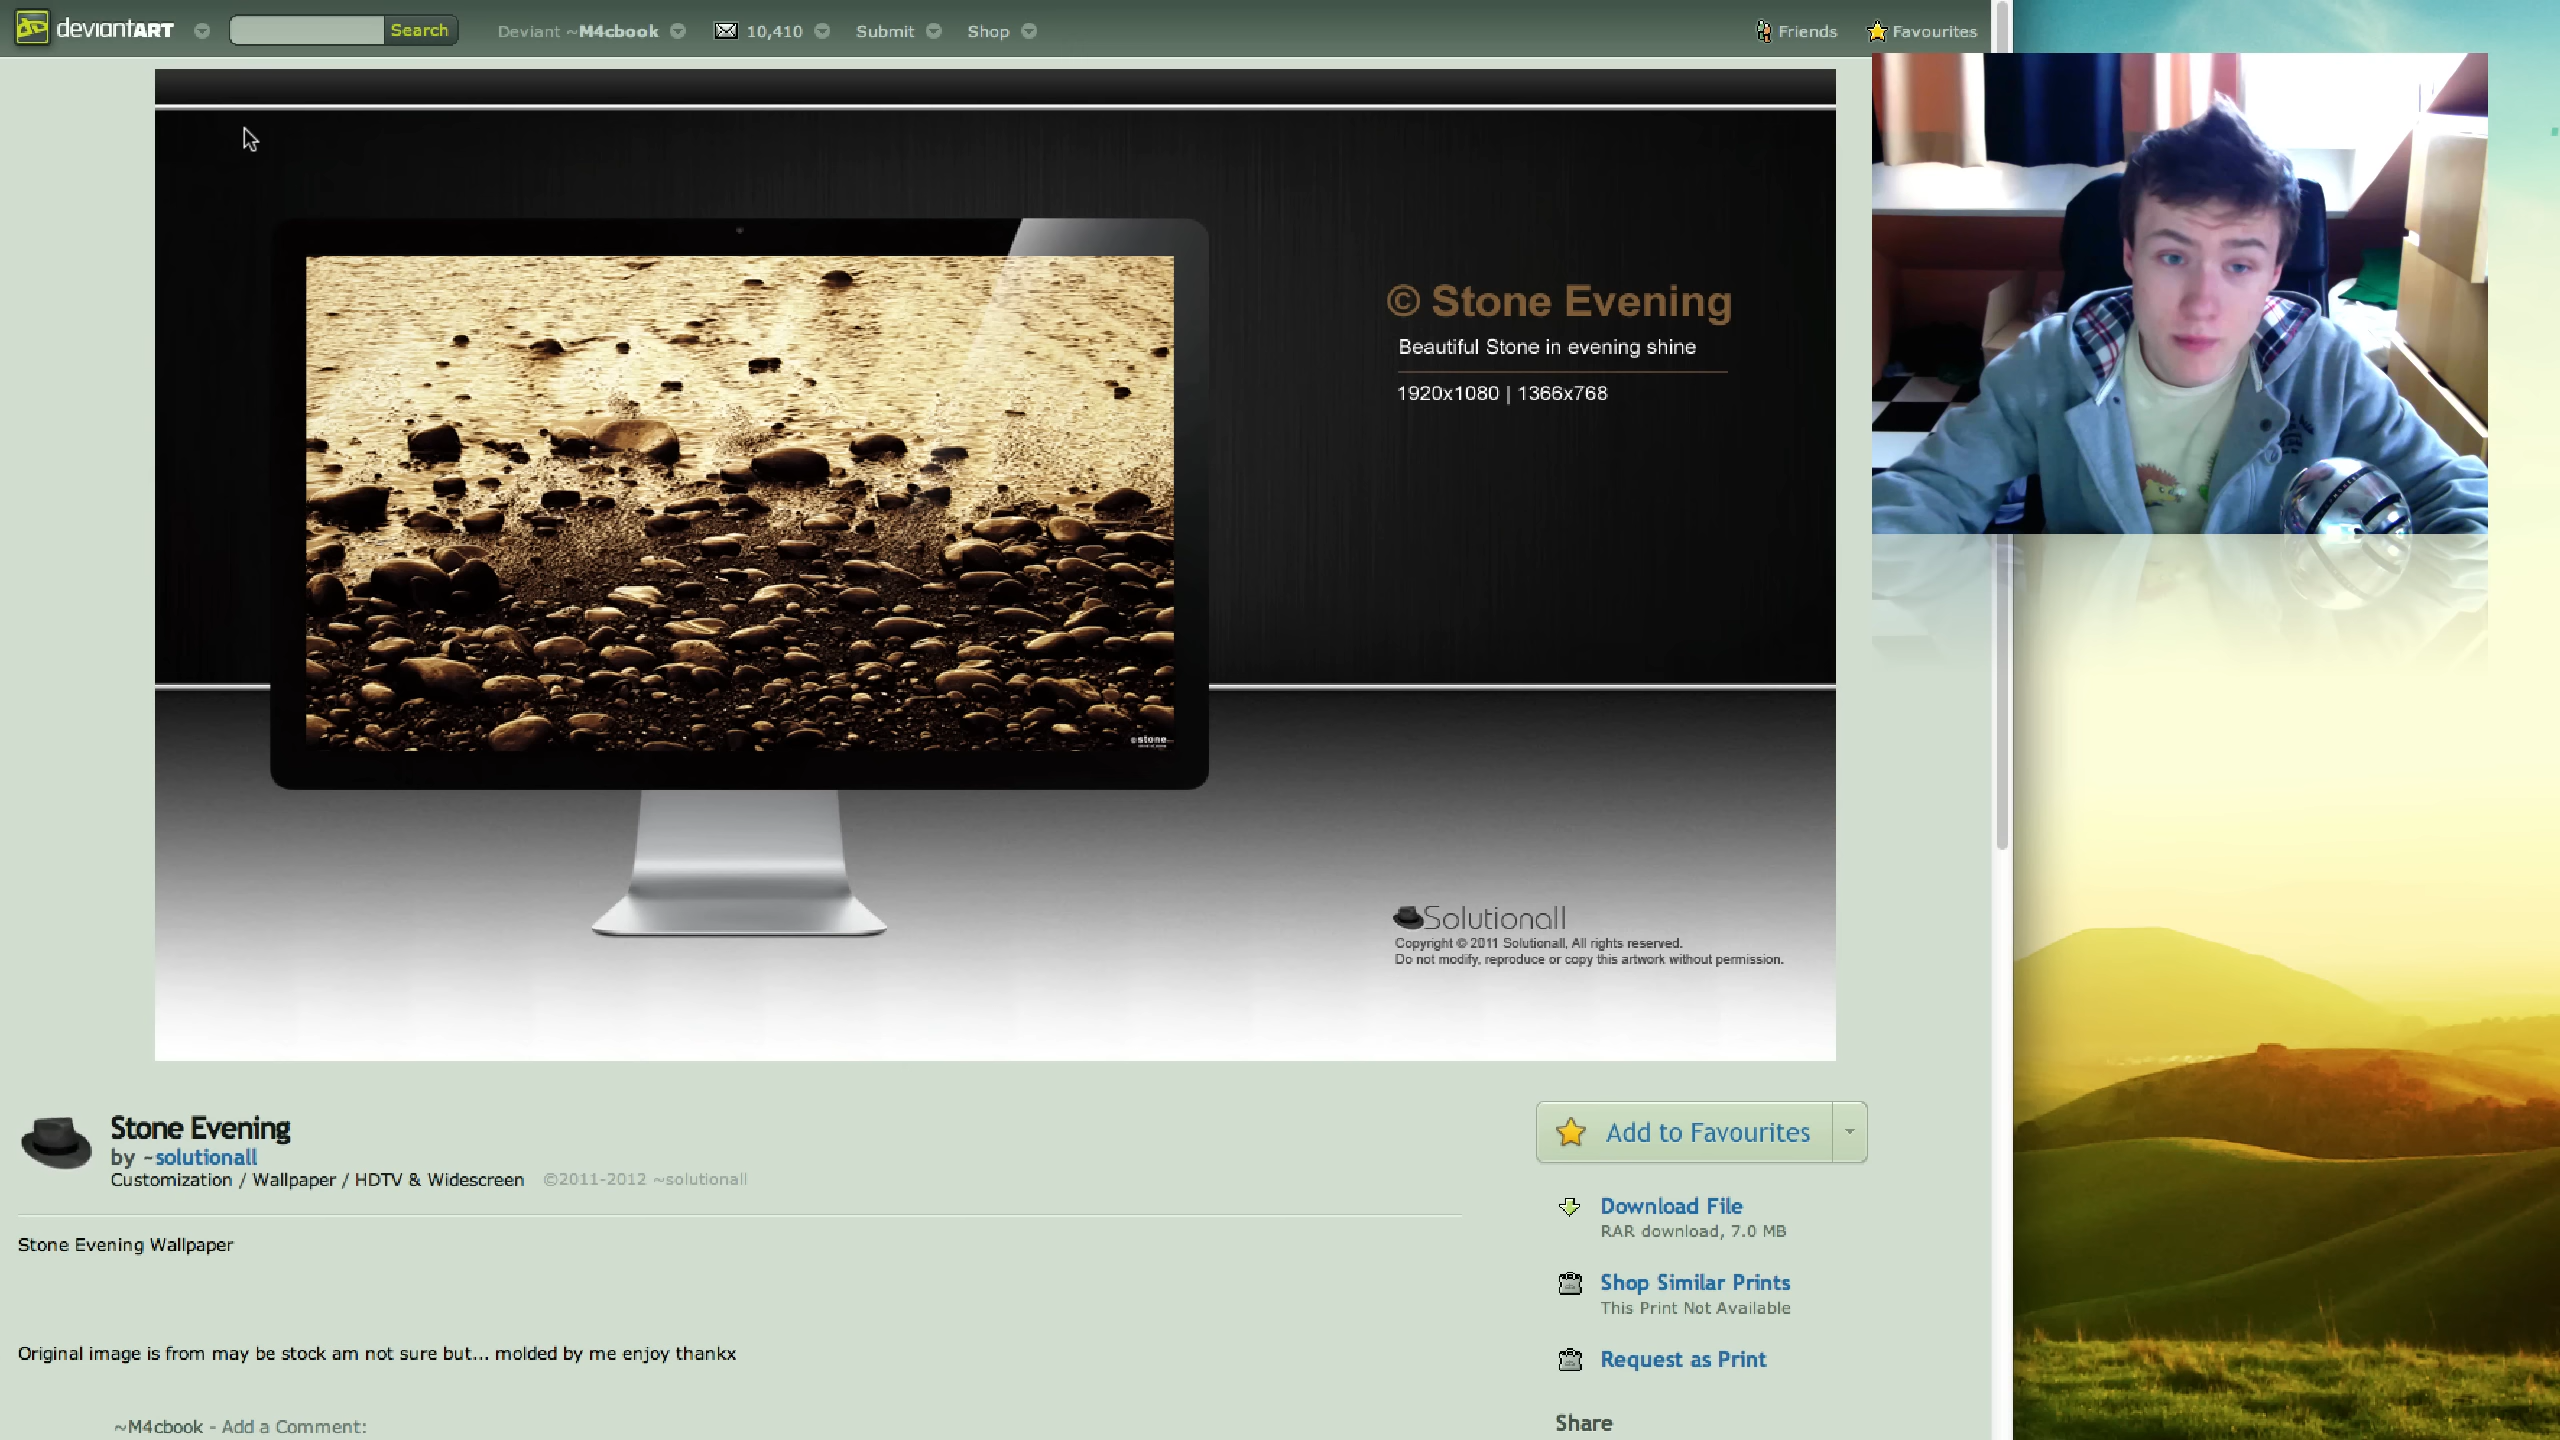 deviantART
Search
Deviant ~M4cbook
10,410
Submit
Shop
Friends
Favourites
© Stone Evening
Beautiful Stone in evening shine
1920x1080 | 1366x768
stone
Solutionall
Copyright © 2011 Solutionall, All rights reserved.
Do not modify, reproduce or copy this artwork without permission.
Stone Evening
by ~solutionall
Customization / Wallpaper / HDTV & Widescreen ©2011-2012 ~solutionall
Stone Evening Wallpaper
Original image is from may be stock am not sure but... molded by me enjoy thankx
~M4cbook - Add a Comment:
Add to Favourites
Download File
RAR download, 7.0 MB
Shop Similar Prints
This Print Not Available
Request as Print
Share